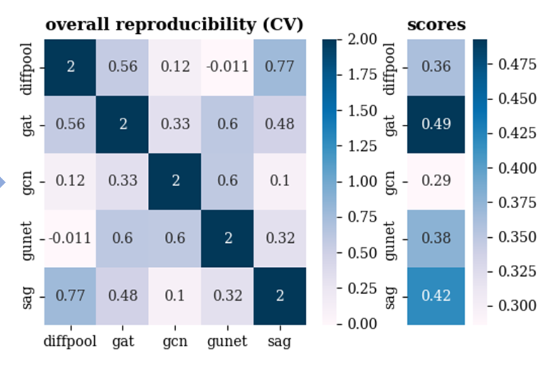 overall reproducibility (CV)
scores
diffpool 2 0.56 0.12 -0.011 0.77
gat 0.56 2 0.33 0.6 0.48
gcn 0.12 0.33 2 0.6 0.1
gunet -0.011 0.6 0.6 2 0.32
sag 0.77 0.48 0.1 0.32 2
diffpool gat gcn gunet sag
2.00
1.75
1.50
1.25
1.00
0.75
0.50
0.25
0.00
diffpool 0.36
gat 0.49
gcn 0.29
gunet 0.38
sag 0.42
0.475
0.450
0.425
0.400
0.375
0.350
0.325
0.300